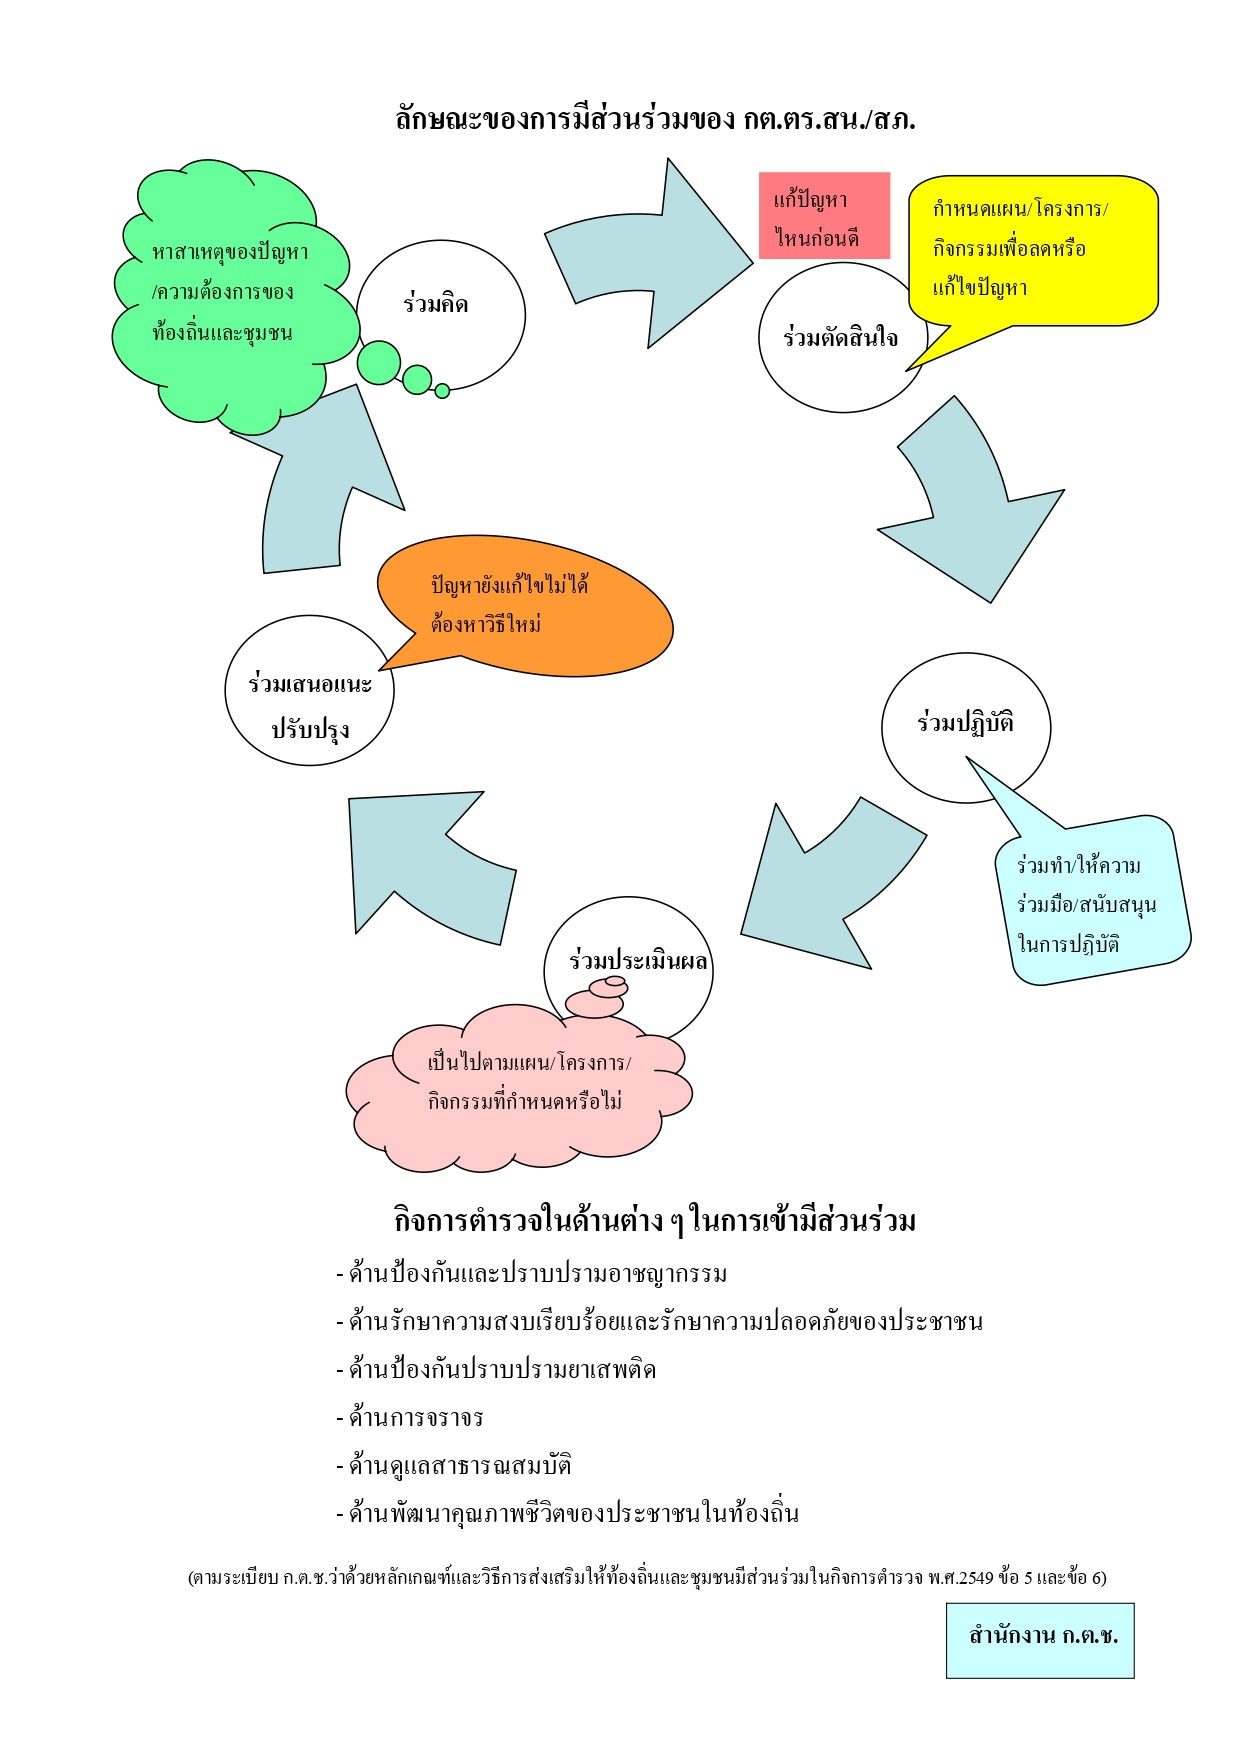 ลักษณะของการมีส่วนร่วมของ กต.ตร.สน./สภ.
หาสาเหตุของปัญหา
/ความต้องการของ
ท้องถิ่นและชุมชน
ร่วมคิด
แก้ปัญหา
ไหนก่อนดี
กำหนดแผน/โครงการ/
กิจกรรมเพื่อลดหรือ
แก้ไขปัญหา
ร่วมตัดสินใจ
ปัญหายังแก้ไขไม่ได้
ต้องหาวิธีใหม่
ร่วมเสนอแนะ
ปรับปรุง
ร่วมปฏิบัติ
ร่วมทำ/ให้ความ
ร่วมมือ/สนับสนุน
ในการปฏิบัติ
ร่วมประเมินผล
เป็นไปตามแผน/โครงการ/
กิจกรรมที่กำหนดหรือไม่
กิจการตำรวจในด้านต่าง ๆ ในการเข้ามีส่วนร่วม
- ด้านป้องกันและปราบปรามอาชญากรรม
- ด้านรักษาความสงบเรียบร้อยและรักษาความปลอดภัยของประชาชน
- ด้านป้องกันปราบปรามยาเสพติด
- ด้านการจราจร
- ด้านดูแลสาธารณสมบัติ
- ด้านพัฒนาคุณภาพชีวิตของประชาชนในท้องถิ่น
(ตามระเบียบ ก.ต.ช.ว่าด้วยหลักเกณฑ์และวิธีการส่งเสริมให้ท้องถิ่นและชุมชนมีส่วนร่วมในกิจการตำรวจ พ.ศ.2549 ข้อ 5 และข้อ 6)
สำนักงาน ก.ต.ช.